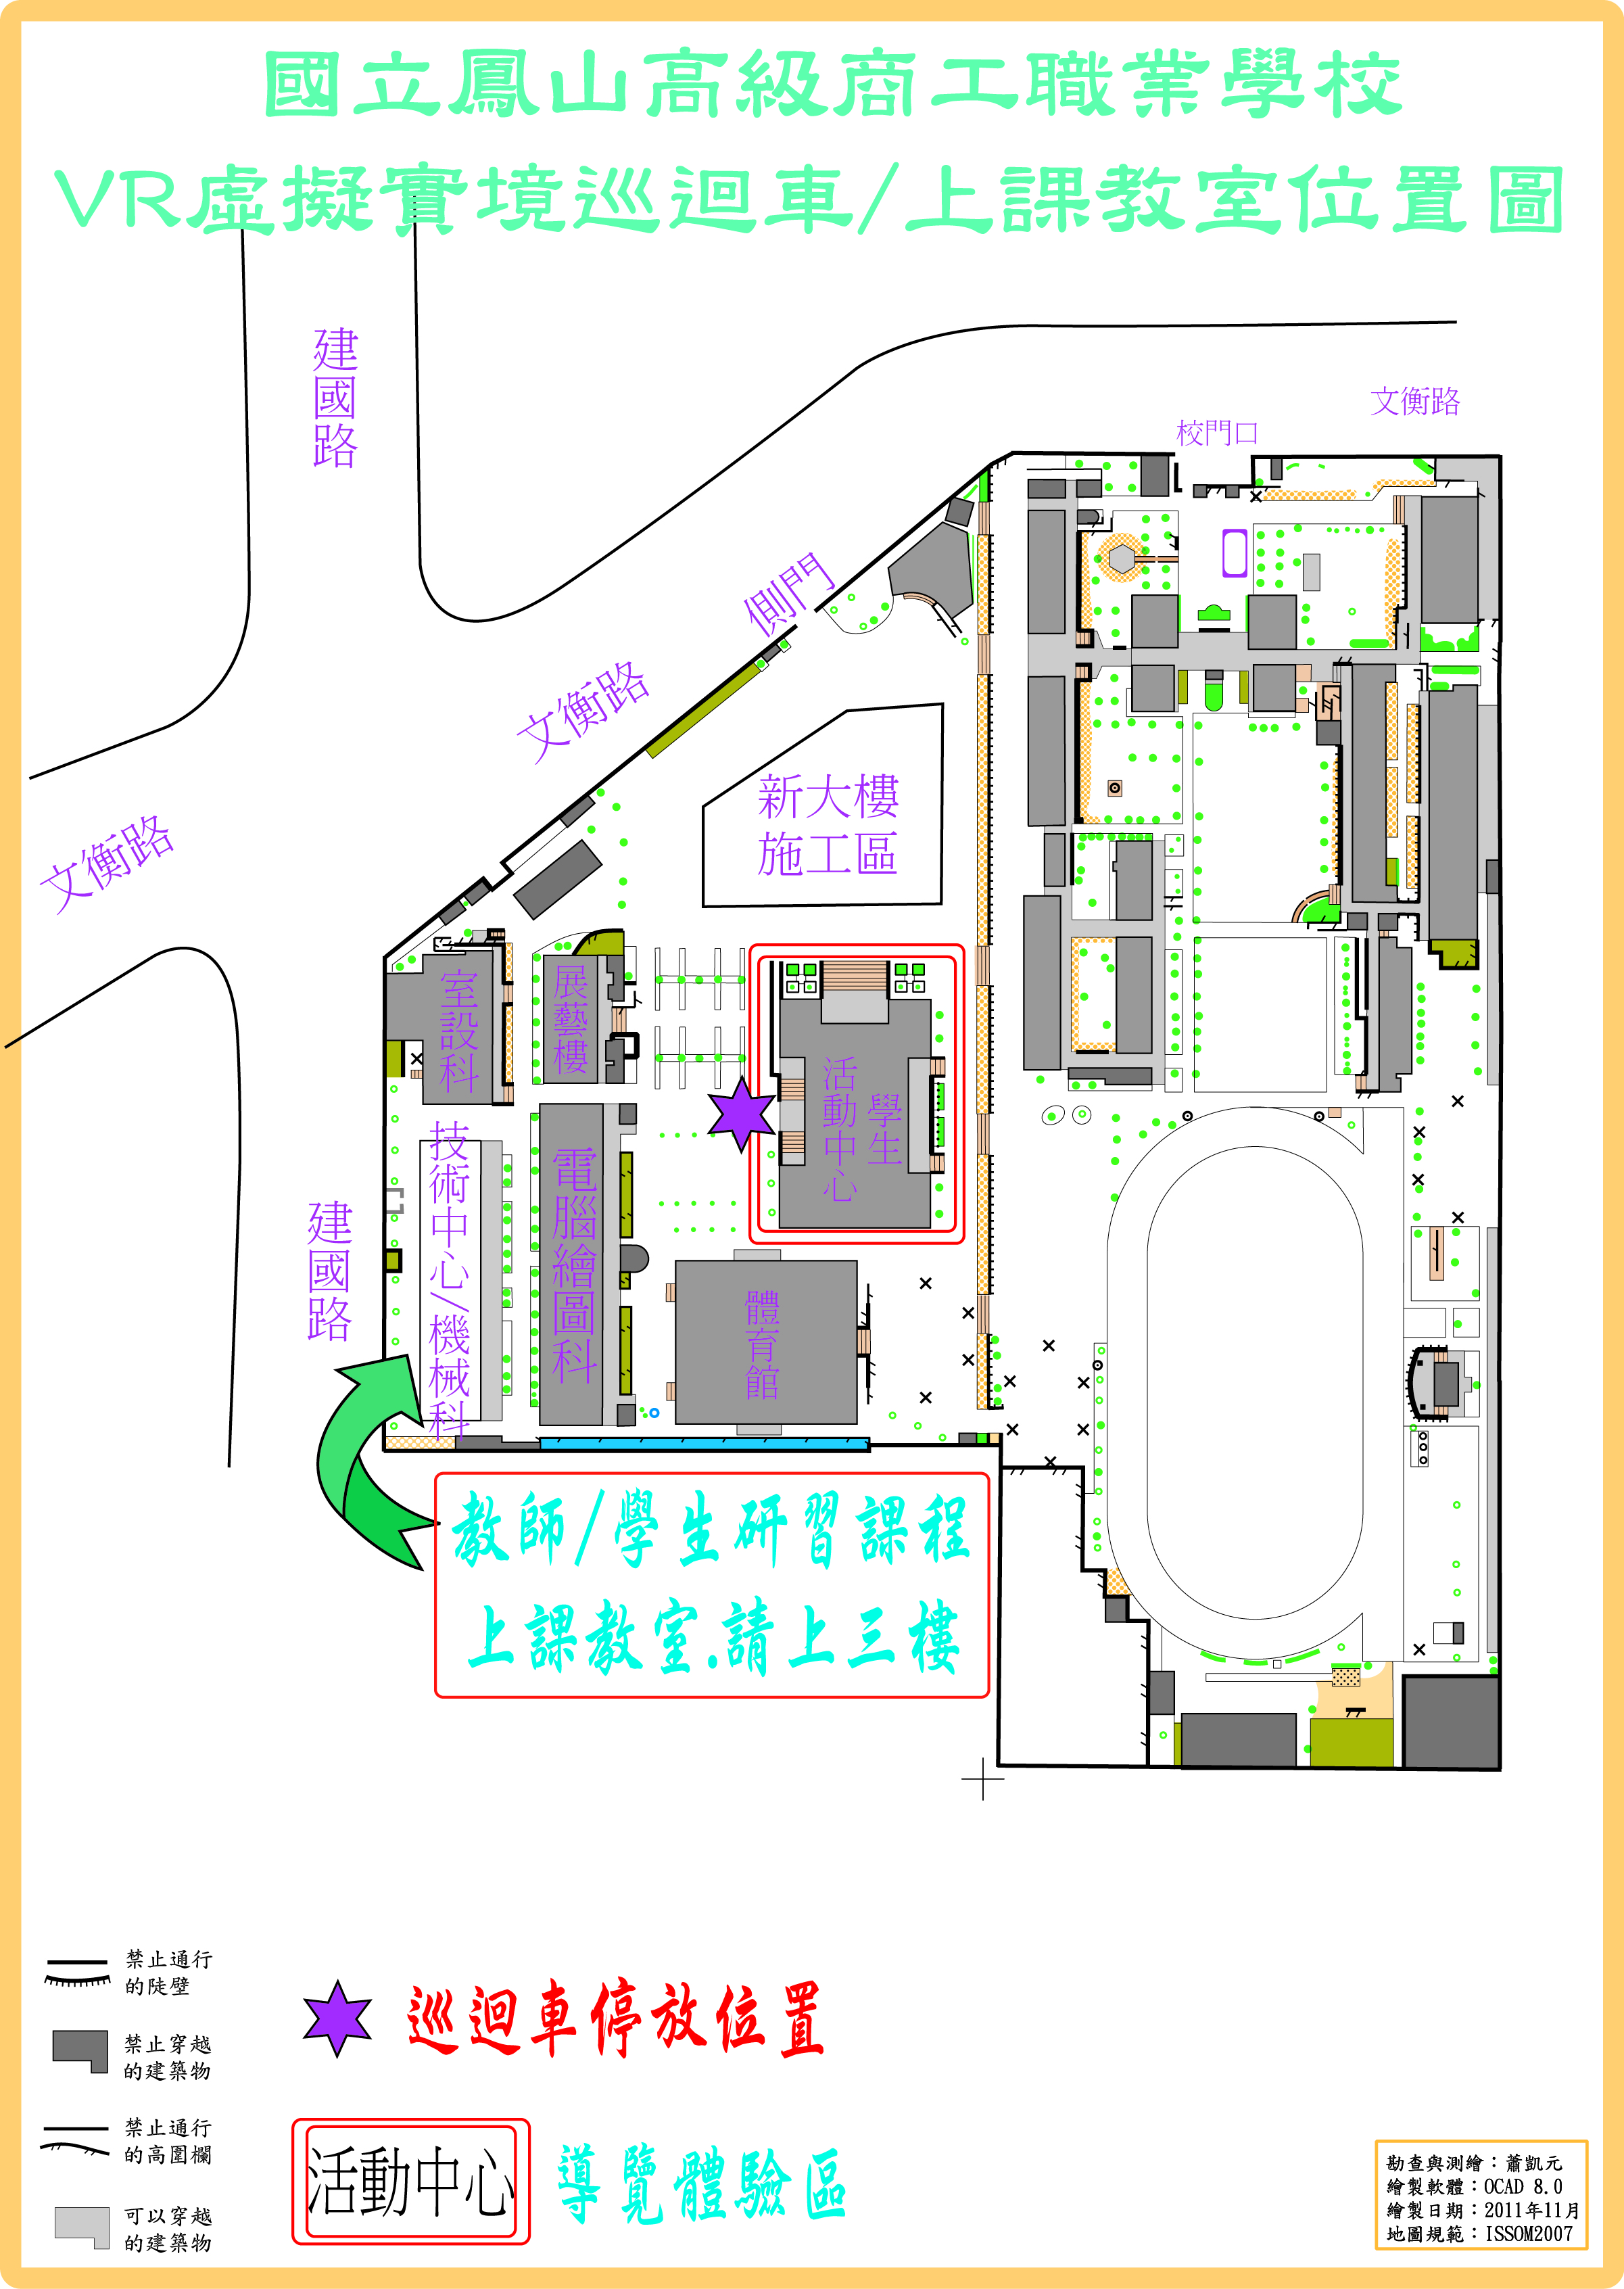 國立鳳山高級商工職業學校
VR虛擬實境巡迴車/上課教室位置圖
建國路
文衡路
校門口
側門
文衡路
新大樓
施工區
文衡路
室設科
展藝樓
學生
活動中心
技術中心/機械科
電腦繪圖科
建國路
體育館
教師/學生研習課程
上課教室.請上三樓
禁止通行
的陡壁
禁止穿越
的建築物
禁止通行
的高圍欄
可以穿越
的建築物
巡迴車停放位置
活動中心
導覽體驗區
勘查與測繪：蕭凱元
繪製軟體：OCAD 8.0
繪製日期：2011年11月
地圖規範：ISSOM2007